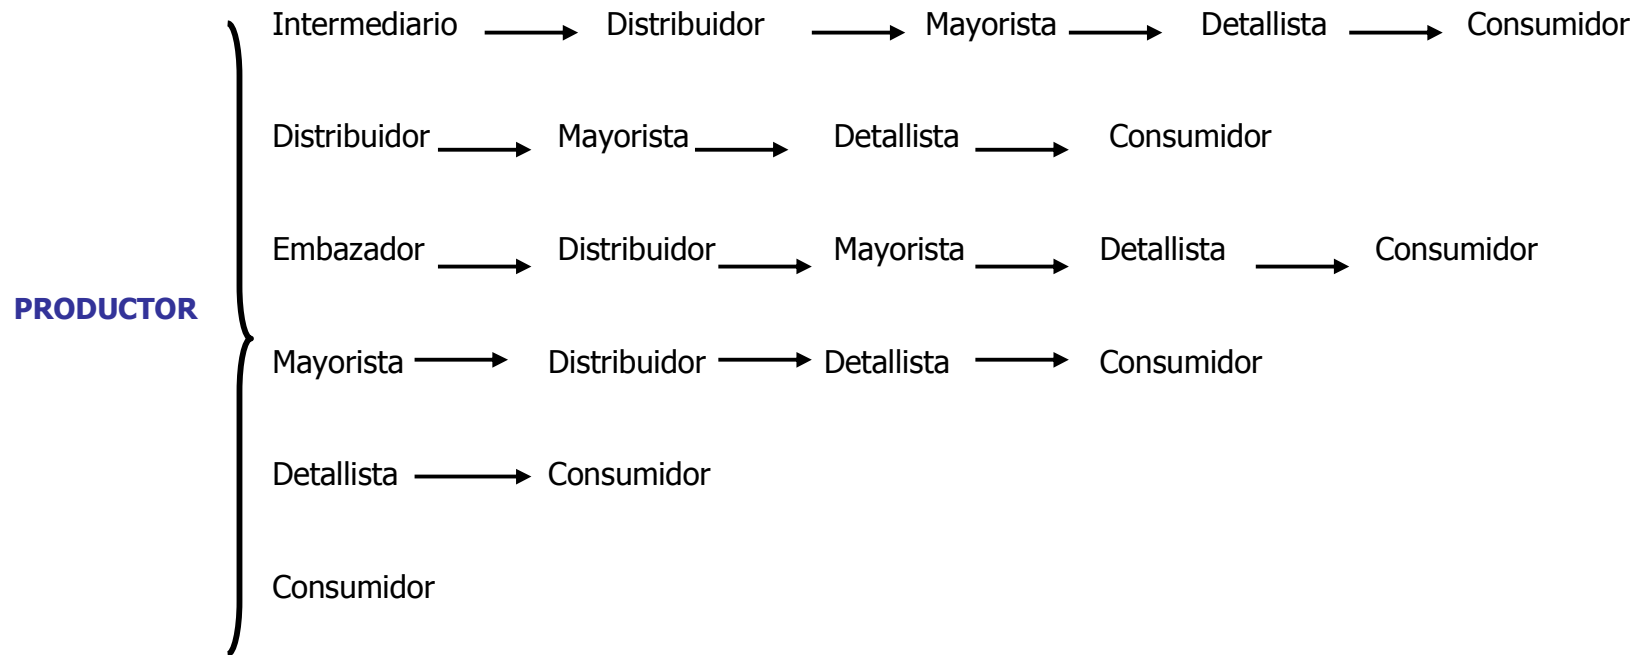 Intermediario Distribuidor Mayorista Detallista Consumidor
Distribuidor Mayorista Detallista Consumidor
Embazador Distribuidor Mayorista Detallista Consumidor
PRODUCTOR
Mayorista Distribuidor Detallista Consumidor
Detallista Consumidor
Consumidor